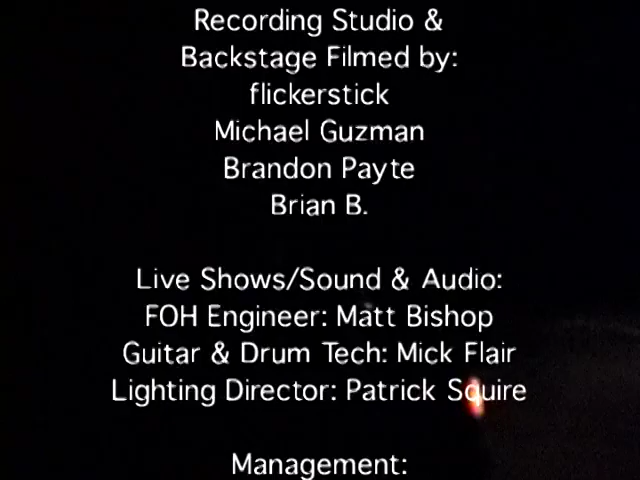 Recording Studio &
Backstage Filmed by:
flickerstick
Michael Guzman
Brandon Payte
Brian B.
Live Shows/Sound & Audio:
FOH Engineer: Matt Bishop
Guitar & Drum Tech: Mick Flair
Lighting Director: Patrick Squire
Management: